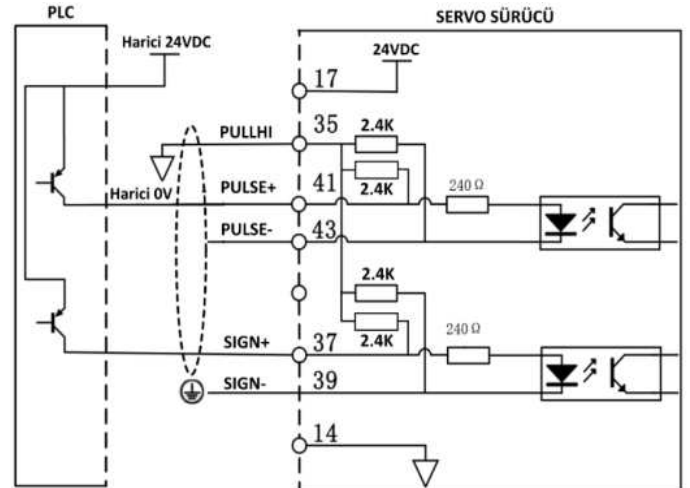 PLC
SERVO SÜRÜCÜ
Harici 24VDC
24VDC
17
PULLHI
35
2.4K
Harici 0V
PULSE+
41
2.4K
240 Ω
PULSE-
43
2.4K
SIGN+
37
2.4K
240 Ω
SIGN-
39
14